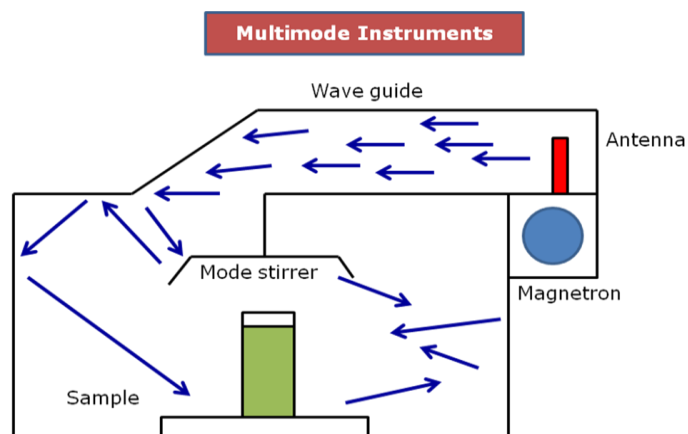 Multimode Instruments
Wave guide
Antenna
Mode stirrer
Magnetron
Sample